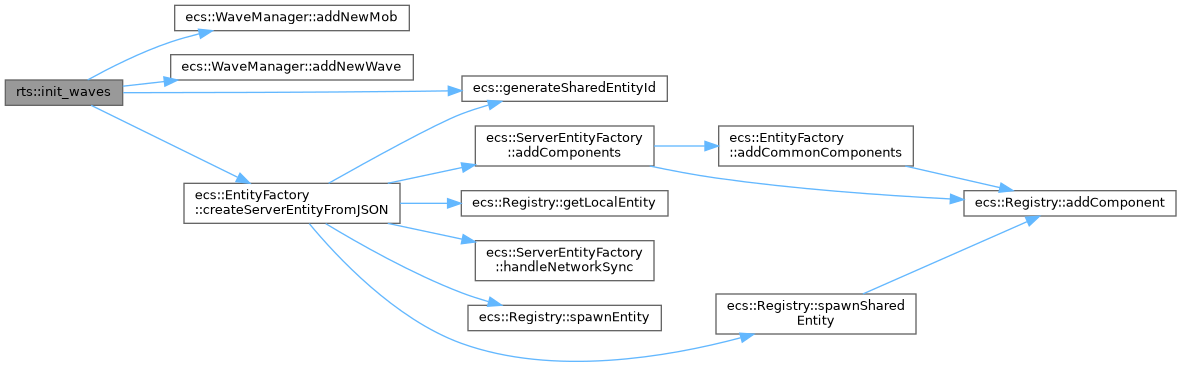 rts::init_waves
ecs::WaveManager::addNewMob
ecs::WaveManager::addNewWave
ecs::generateSharedEntityId
ecs::EntityFactory
::createServerEntityFromJSON
ecs::ServerEntityFactory
::addComponents
ecs::Registry::getLocalEntity
ecs::ServerEntityFactory
::handleNetworkSync
ecs::Registry::spawnEntity
ecs::EntityFactory
::addCommonComponents
ecs::Registry::spawnShared
Entity
ecs::Registry::addComponent